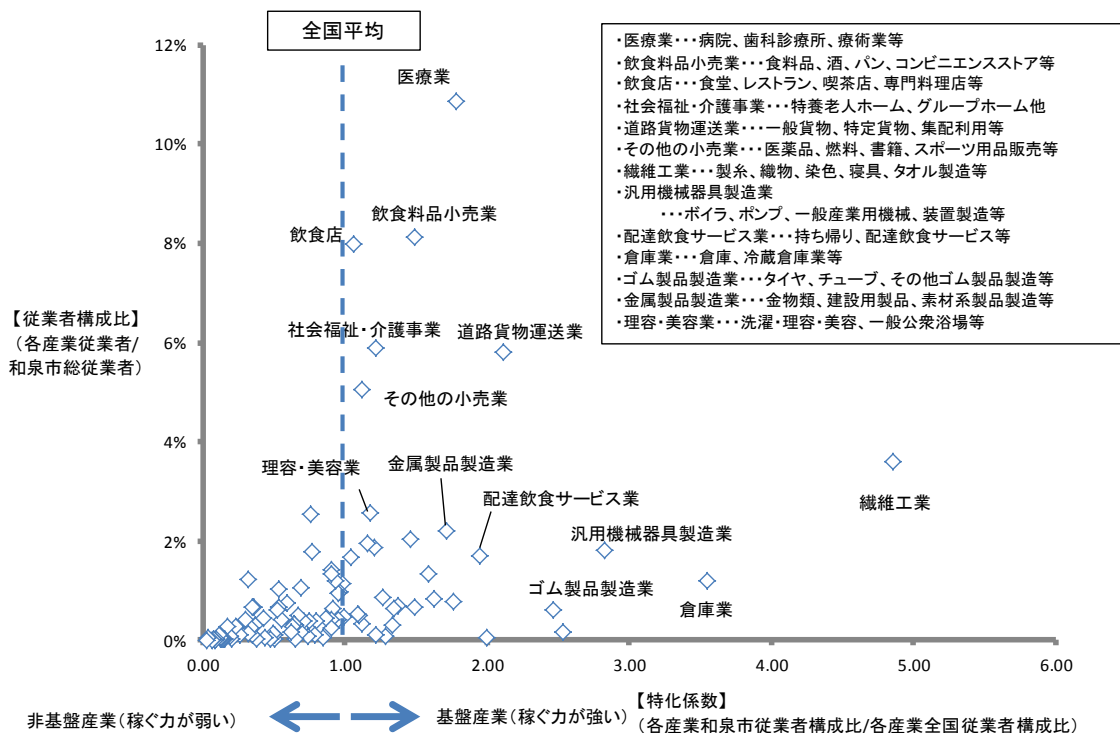 全国平均
12%
10%
8%
6%
4%
2%
0%
【従業者構成比】
(各産業従業者/
和泉市総従業者)
医療業
飲食料品小売業
飲食店
社会福祉・介護事業
道路貨物運送業
その他の小売業
理容・美容業
金属製品製造業
配達飲食サービス業
汎用機械器具製造業
繊維工業
ゴム製品製造業
倉庫業
・医療業・・・病院、歯科診療所、療術業等
・飲食料品小売業・・・食料品、酒、パン、コンビニエンスストア等
・飲食店・・・食堂、レストラン、喫茶店、専門料理店等
・社会福祉・介護事業・・・特養老人ホーム、グループホーム他
・道路貨物運送業・・・一般貨物、特定貨物、集配利用等
・その他の小売業・・・医薬品、燃料、書籍、スポーツ用品販売等
・繊維工業・・・製糸、織物、染色、寝具、タオル製造等
・汎用機械器具製造業
・・・ボイラ、ポンプ、一般産業用機械、装置製造等
・配達飲食サービス業・・・持ち帰り、配達飲食サービス等
・倉庫業・・・倉庫、冷蔵倉庫業等
・ゴム製品製造業・・・タイヤ、チューブ、その他ゴム製品製造等
・金属製品製造業・・・金物類、建設用製品、素材系製品製造等
・理容・美容業・・・洗濯・理容・美容、一般公衆浴場等
0.00 1.00 2.00 3.00 4.00 5.00 6.00
非基盤産業(稼ぐ力が弱い)
基盤産業(稼ぐ力が強い)
【特化係数】
(各産業和泉市従業者構成比/各産業全国従業者構成比)